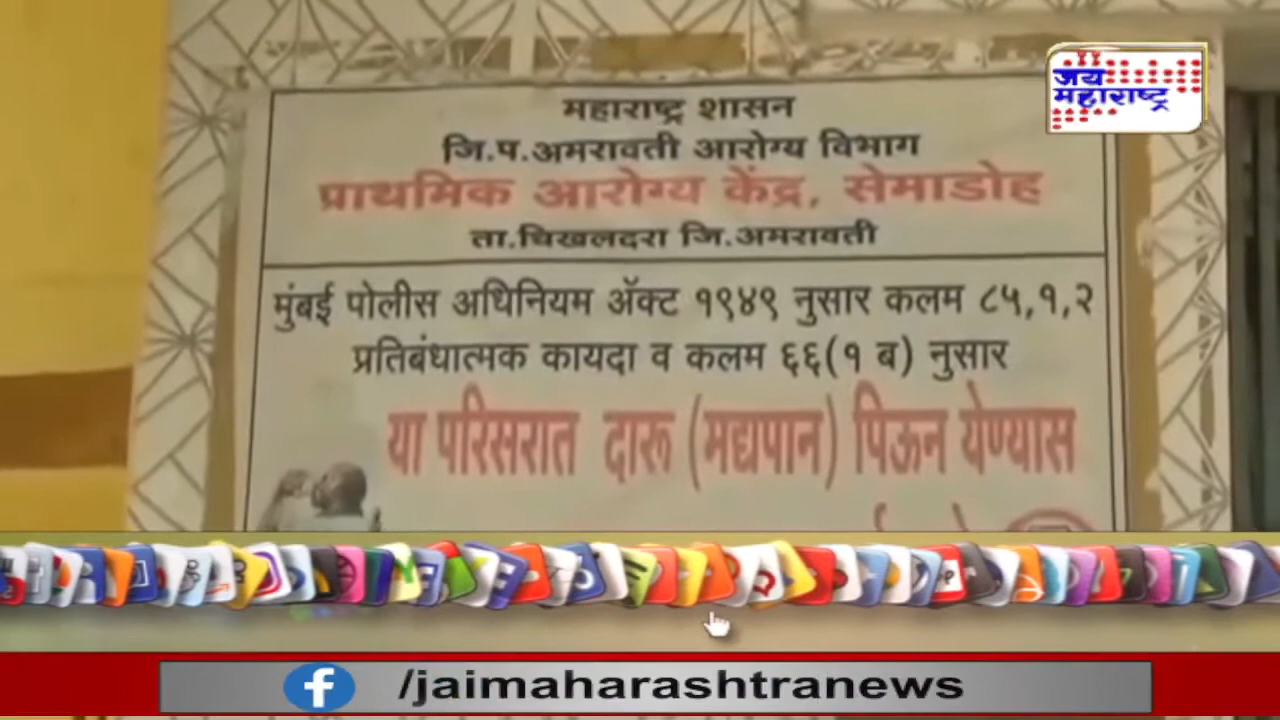 जय
महाराष्ट्र
महाराष्ट्र शासन
जि.प.अमरावती आरोग्य विभाग
प्राथमिक आरोग्य केंद्र, सेमाडोह
ता.चिखलदरा जि.अमरावती
मुंबई पोलीस अधिनियम ॲक्ट १९४९ नुसार कलम ८५,१,२
प्रतिबंधात्मक कायदा व कलम ६६(१ ब) नुसार
या परिसरात दारू (मद्यपान) पिऊन येण्यास
/jaimaharashtranews